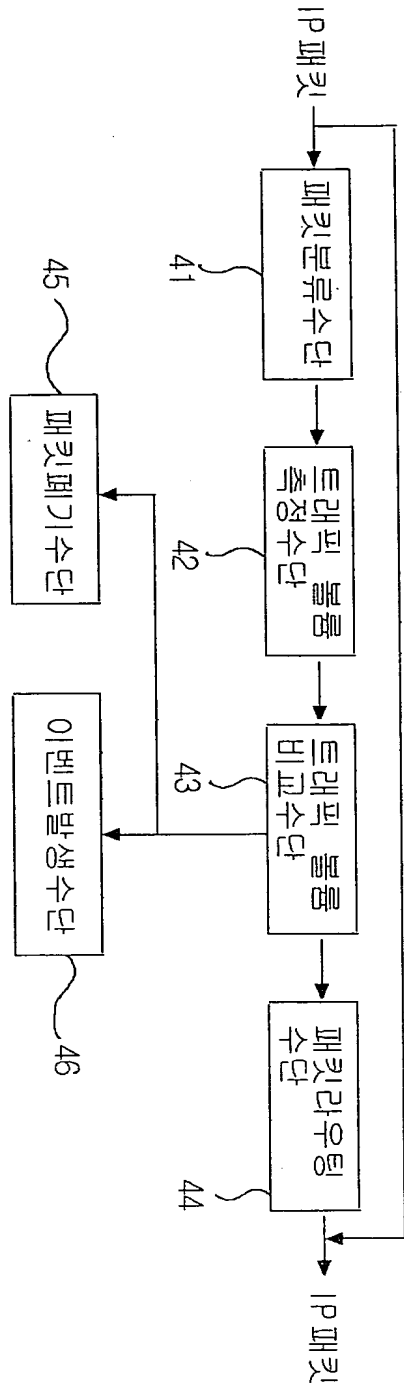 IP 패킷
패킷분류수단
41
트래픽 볼륨
측정수단
42
트래픽 볼륨
비교수단
43
패킷라우팅
수단
44
IP 패킷
패킷폐기수단
45
이벤트발생수단
46